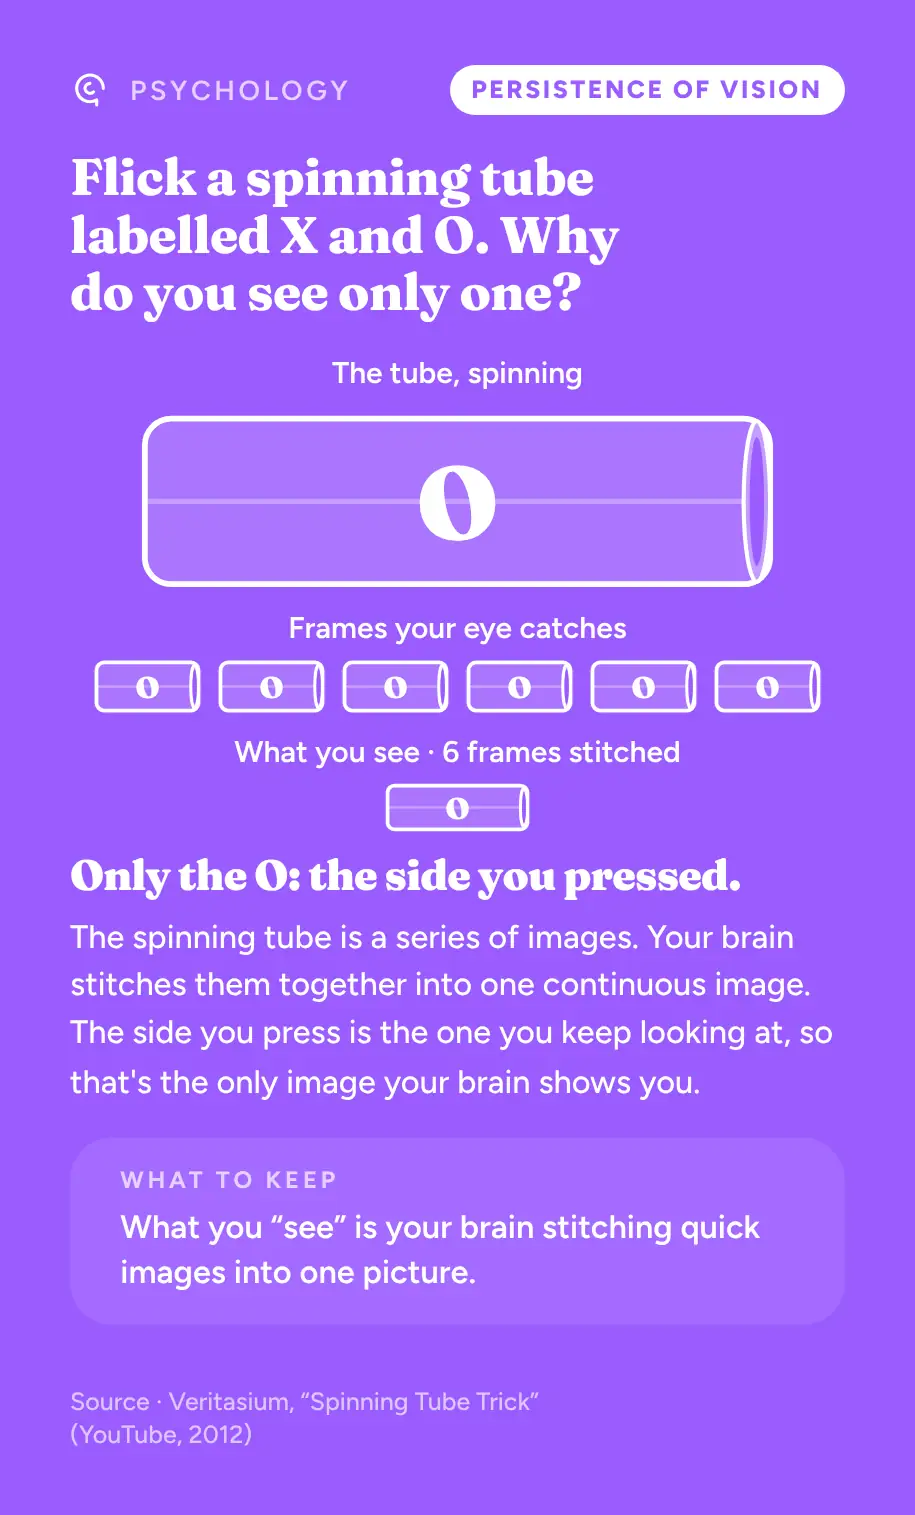 PSYCHOLOGY
PERSISTENCE OF VISION
Flick a spinning tube
labelled X and O. Why
do you see only one?
The tube, spinning
O
Frames your eye catches
O O O O O O
What you see · 6 frames stitched
O
Only the O: the side you pressed.
The spinning tube is a series of images. Your brain
stitches them together into one continuous image.
The side you press is the one you keep looking at, so
that's the only image your brain shows you.
WHAT TO KEEP
What you “see” is your brain stitching quick
images into one picture.
Source · Veritasium, “Spinning Tube Trick”
(YouTube, 2012)